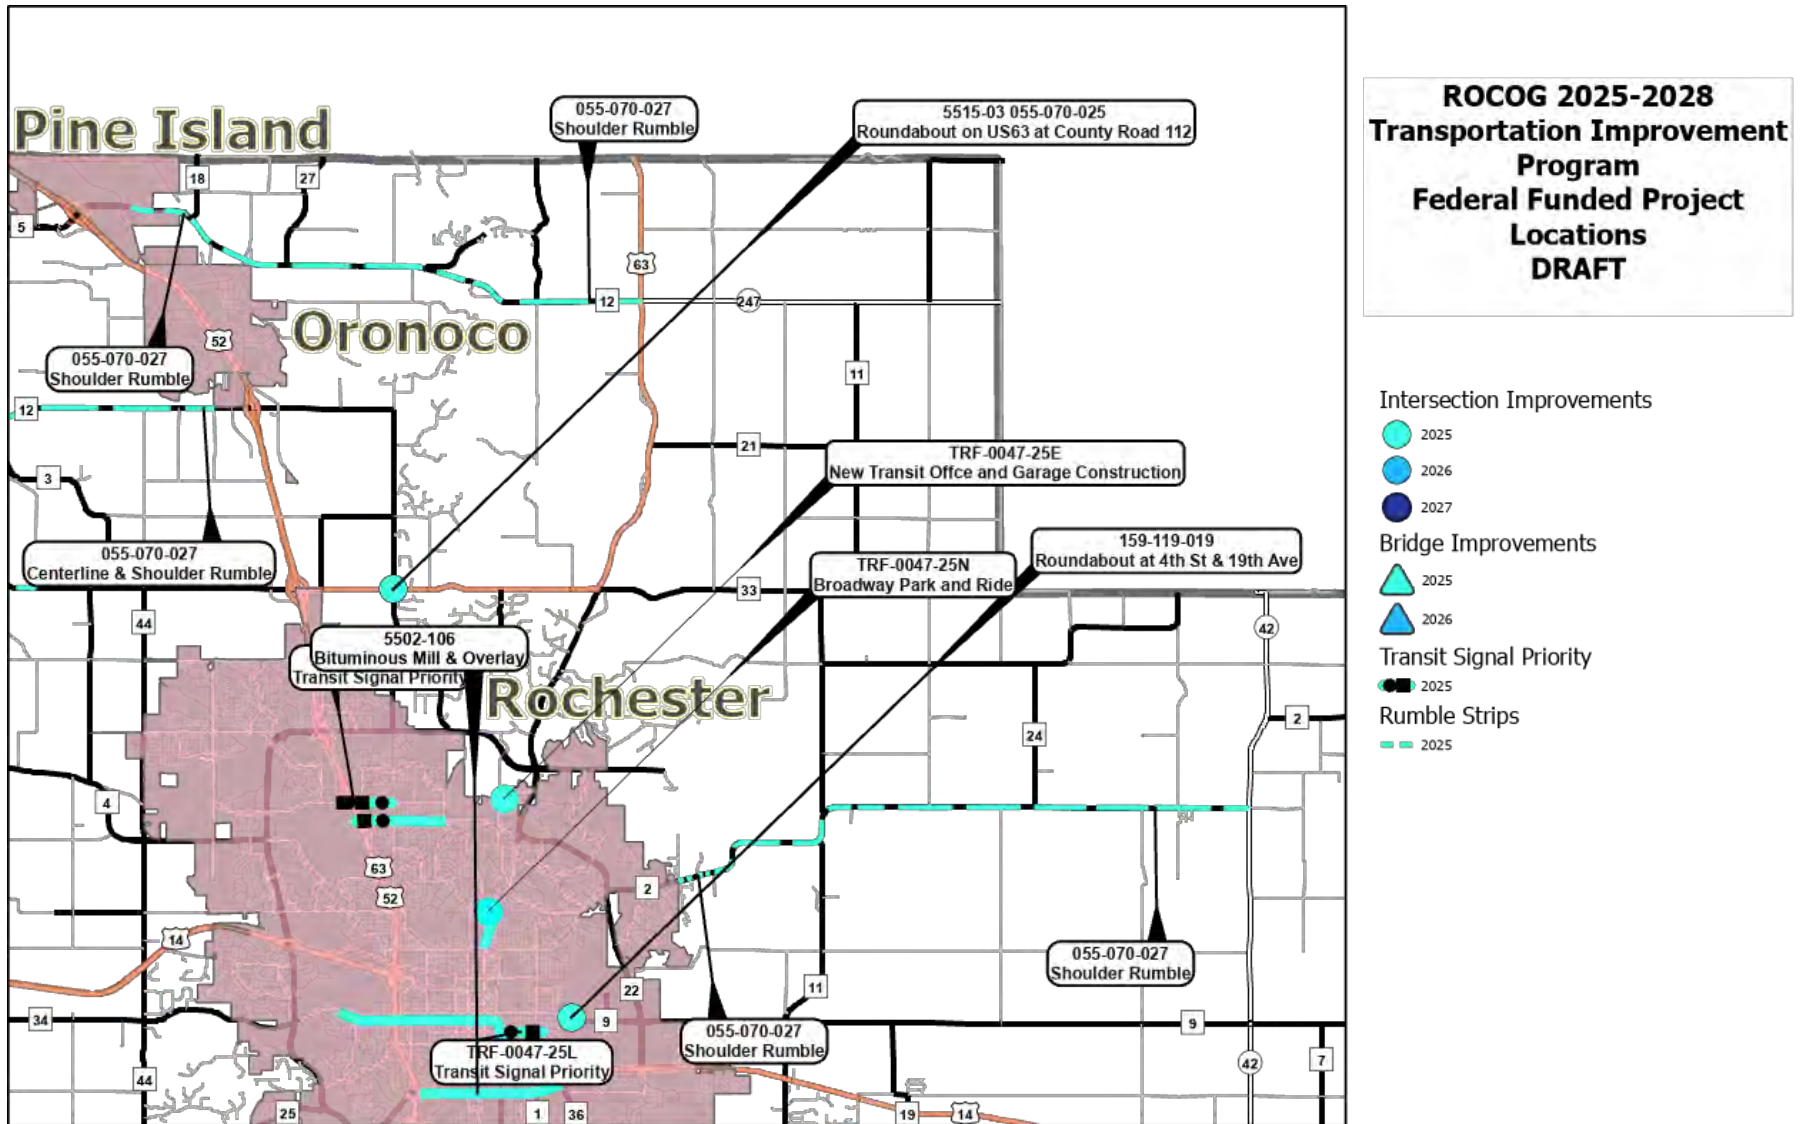 Pine Island
055-070-027
Shoulder Rumble
5515-03 055-070-025
Roundabout on US63 at County Road 112
18
27
5
63
12
247
Oronoco
52
055-070-027
Shoulder Rumble
12
11
21
3
TRF-0047-25E
New Transit Offce and Garage Construction
055-070-027
Centerline & Shoulder Rumble
159-119-019
Roundabout at 4th St & 19th Ave
TRF-0047-25N
Broadway Park and Ride
33
44
42
5502-106
Bituminous Mill & Overlay
Transit Signal Priority
Rochester
2
24
4
63
52
2
14
055-070-027
Shoulder Rumble
22
11
34
9
9
055-070-027
Shoulder Rumble
TRF-0047-25L
Transit Signal Priority
44
42
7
25
1
36
19
14
ROCOG 2025-2028
Transportation Improvement
Program
Federal Funded Project
Locations
DRAFT
Intersection Improvements
2025
2026
2027
Bridge Improvements
2025
2026
Transit Signal Priority
2025
Rumble Strips
2025